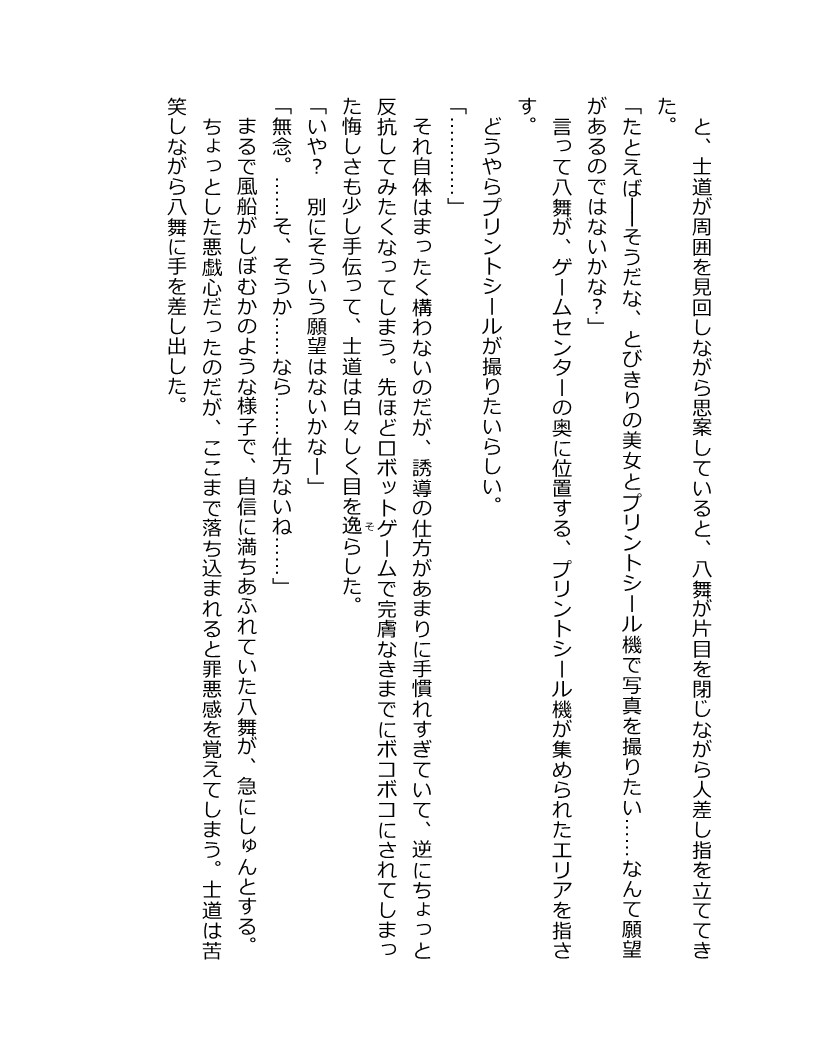 と、士道が周囲を見回しながら思案していると、八舞が片目を閉じながら人差し指を立ててき
た。
「たとえば――そうだな、とびきりの美女とプリントシール機で写真を撮りたい……なんて願望
があるのではないかな？」
　言って八舞が、ゲームセンターの奥に位置する、プリントシール機が集められたエリアを指さ
す。
　どうやらプリントシールが撮りたいらしい。
「…………」
　それ自体はまったく構わないのだが、誘導の仕方があまりに手慣れすぎていて、逆にちょっと
反抗してみたくなってしまう。先ほどロボットゲームで完膚なきまでにボコボコにされてしまっ
た悔しさも少し手伝って、士道は白々しく目を逸そらした。
「いや？　別にそういう願望はないかなー」
「無念。……そ、そうか……なら……仕方ないね……」
　まるで風船がしぼむかのような様子で、自信に満ちあふれていた八舞が、急にしゅんとする。
　ちょっとした悪戯心だったのだが、ここまで落ち込まれると罪悪感を覚えてしまう。士道は苦
笑しながら八舞に手を差し出した。